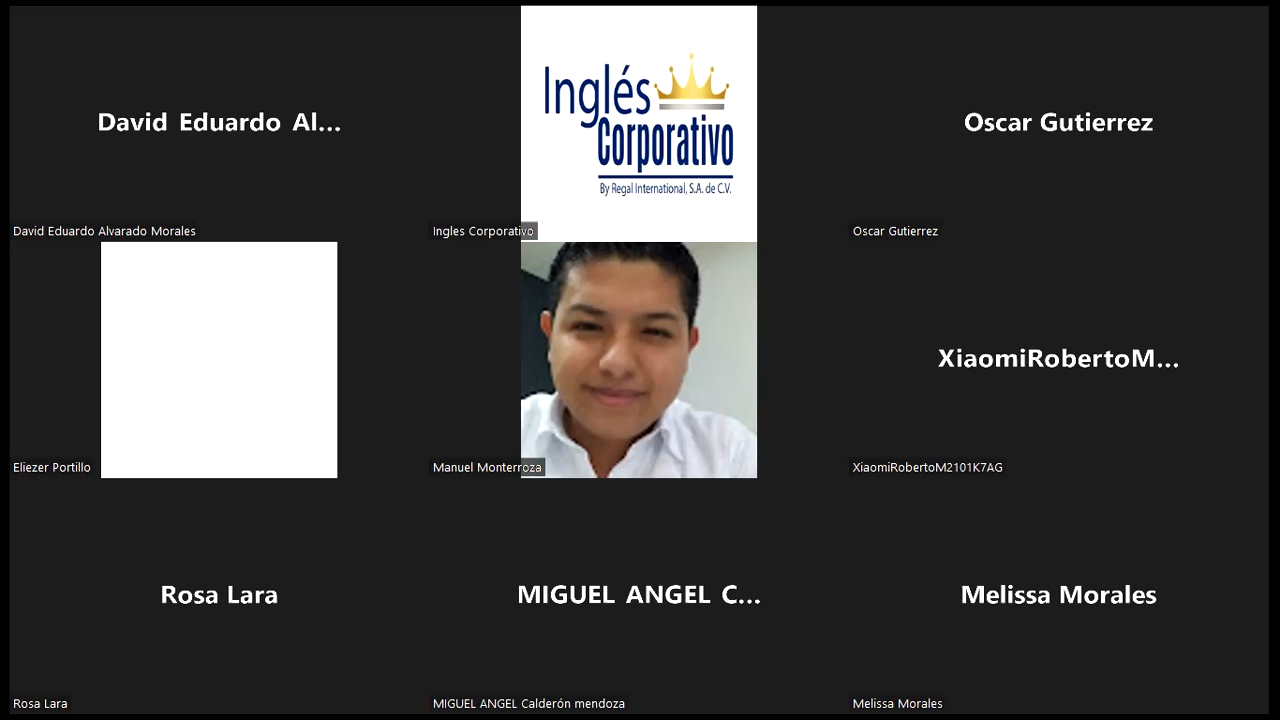 David Eduardo Al...
Inglés
Corporativo
By Regal International, S.A. de C.V.
Oscar Gutierrez
David Eduardo Alvarado Morales
Ingles Corporativo
Oscar Gutierrez
XiaomiRobertoM...
Eliezer Portillo
Manuel Monterroza
XiaomiRobertoM2101K7AG
Rosa Lara
MIGUEL ANGEL C...
Melissa Morales
Rosa Lara
MIGUEL ANGEL Calderón mendoza
Melissa Morales